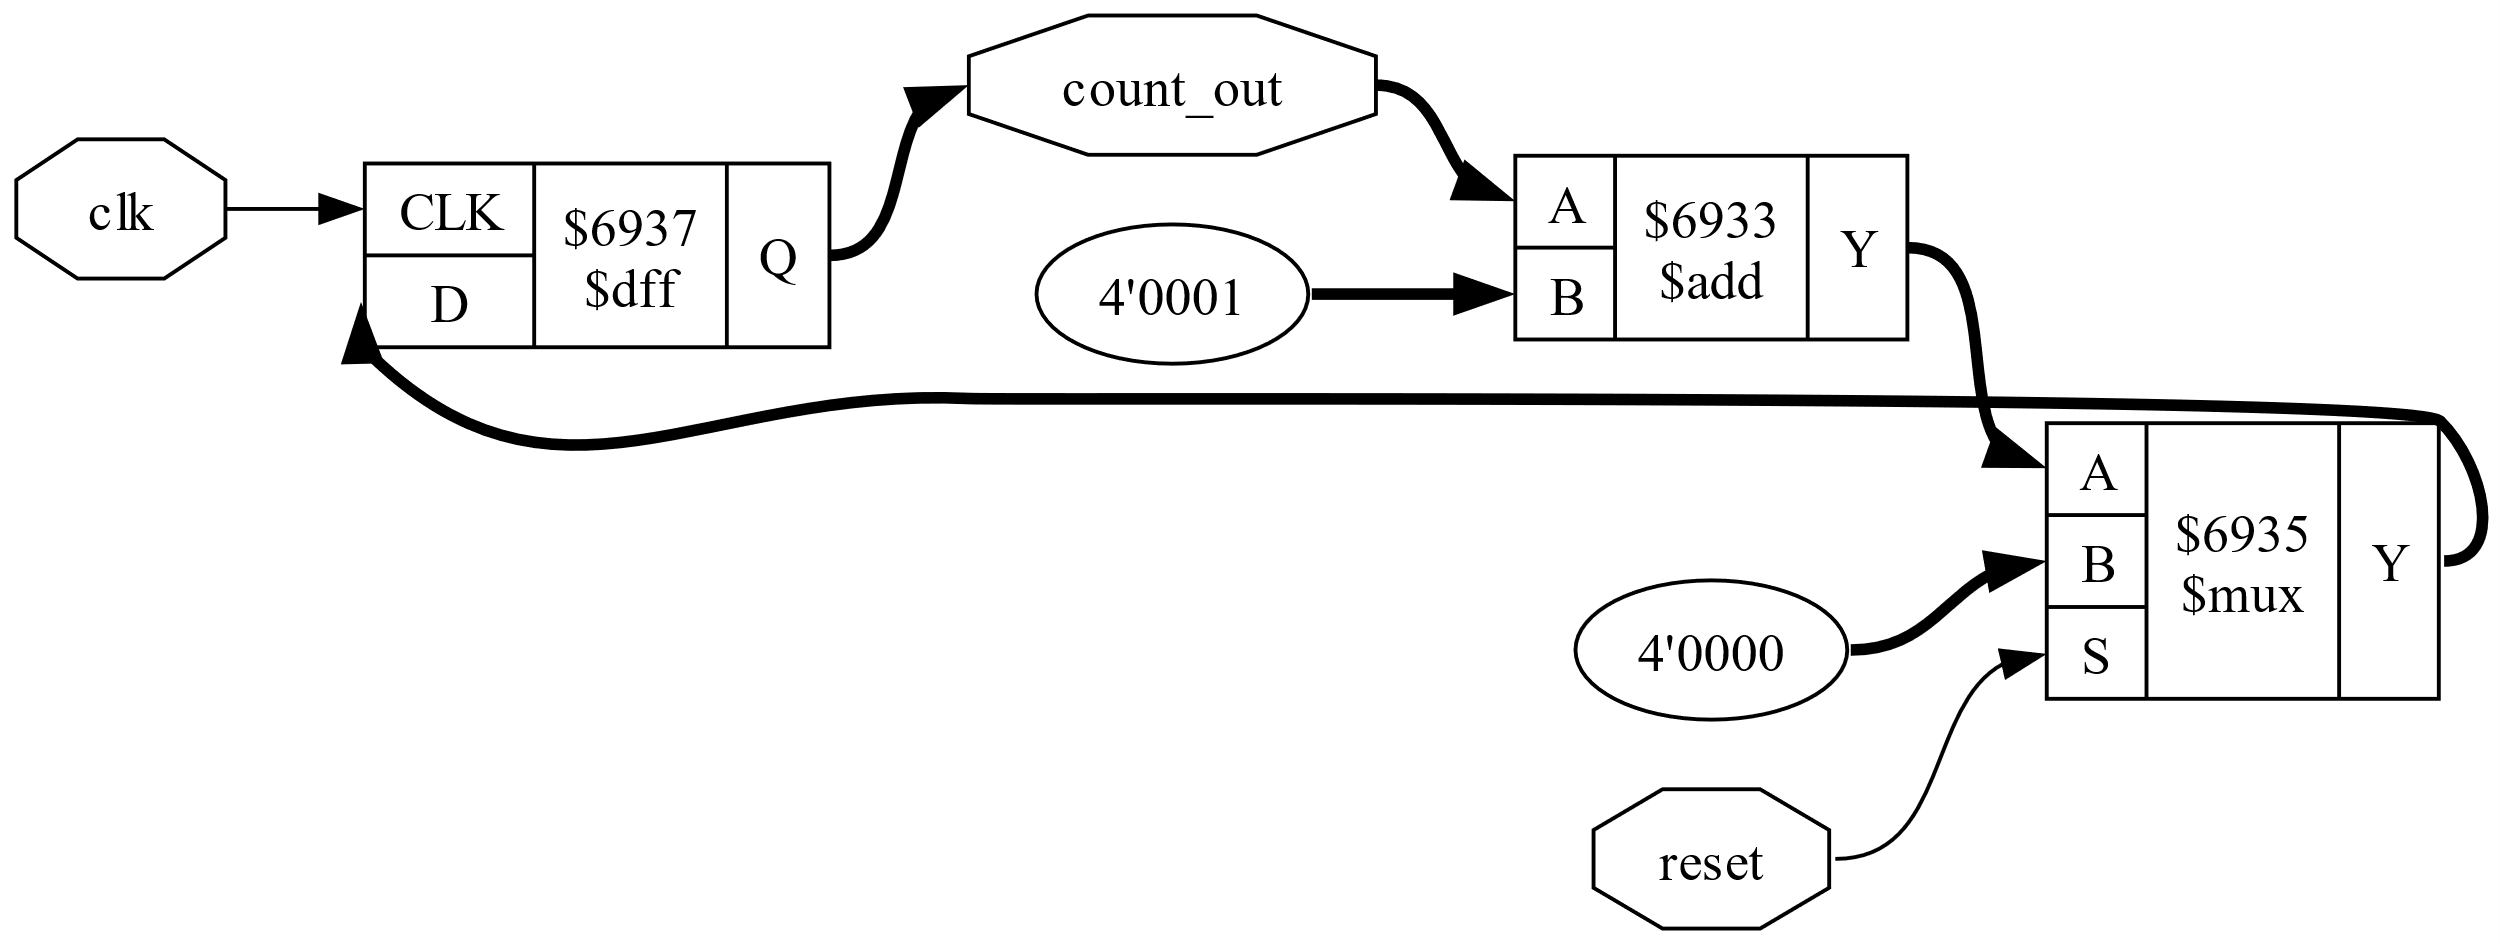 count_out
clk
CLK
D
$6937
$dff
Q
4'0001
A
B
$6933
$add
Y
A
B
S
$6935
$mux
Y
4'0000
reset